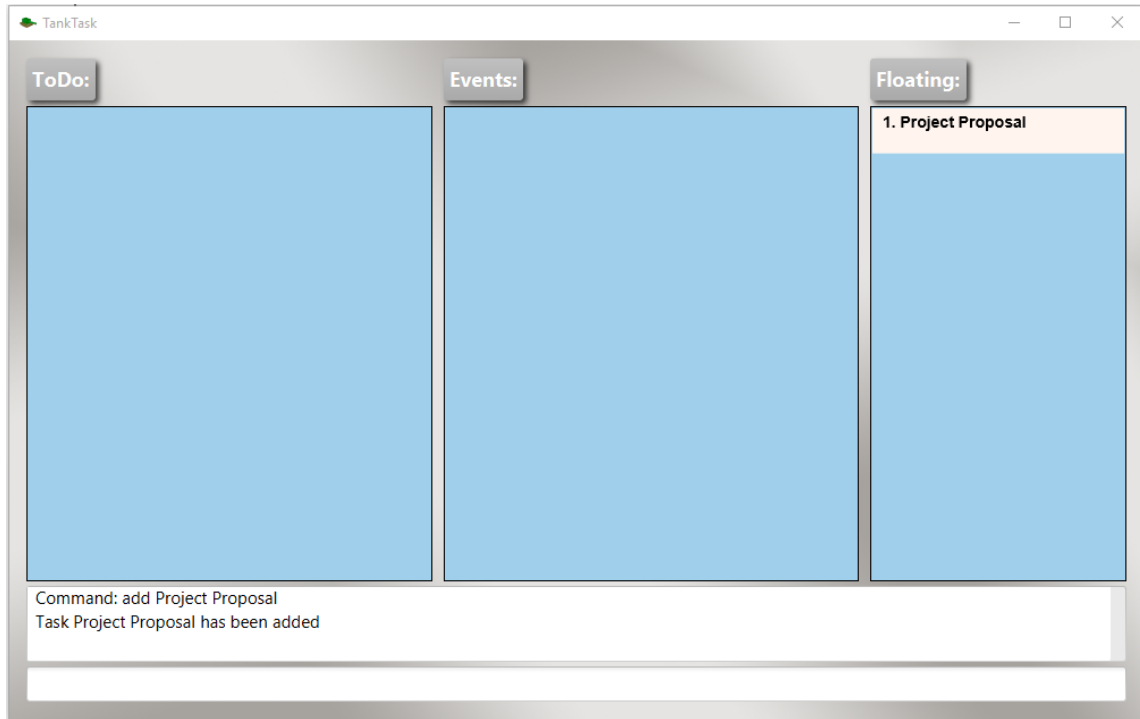 TankTask
ToDo:
Events:
Floating:
1. Project Proposal
Command: add Project Proposal
Task Project Proposal has been added